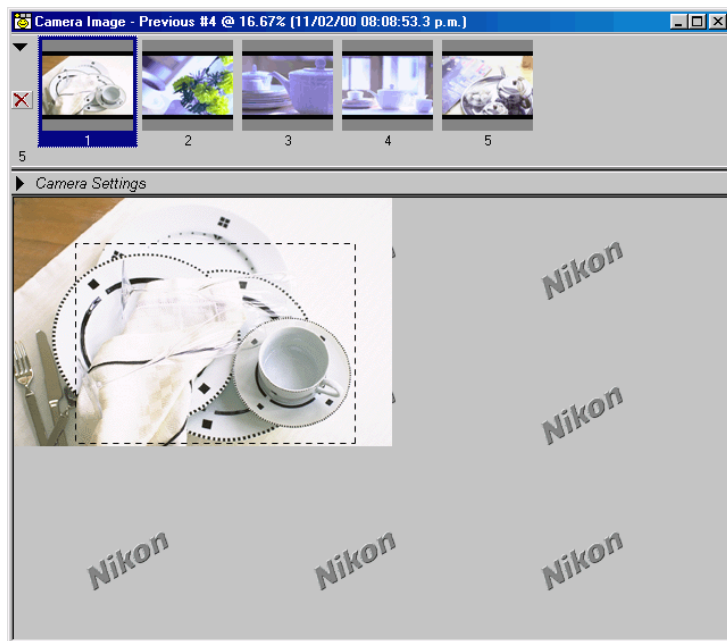 Camera Image - Previous #4 @ 16.67% (11/02/00 08:08:53.3 p.m.)
1 2 3 4 5
5
Camera Settings
Nikon
Nikon
Nikon Nikon Nikon